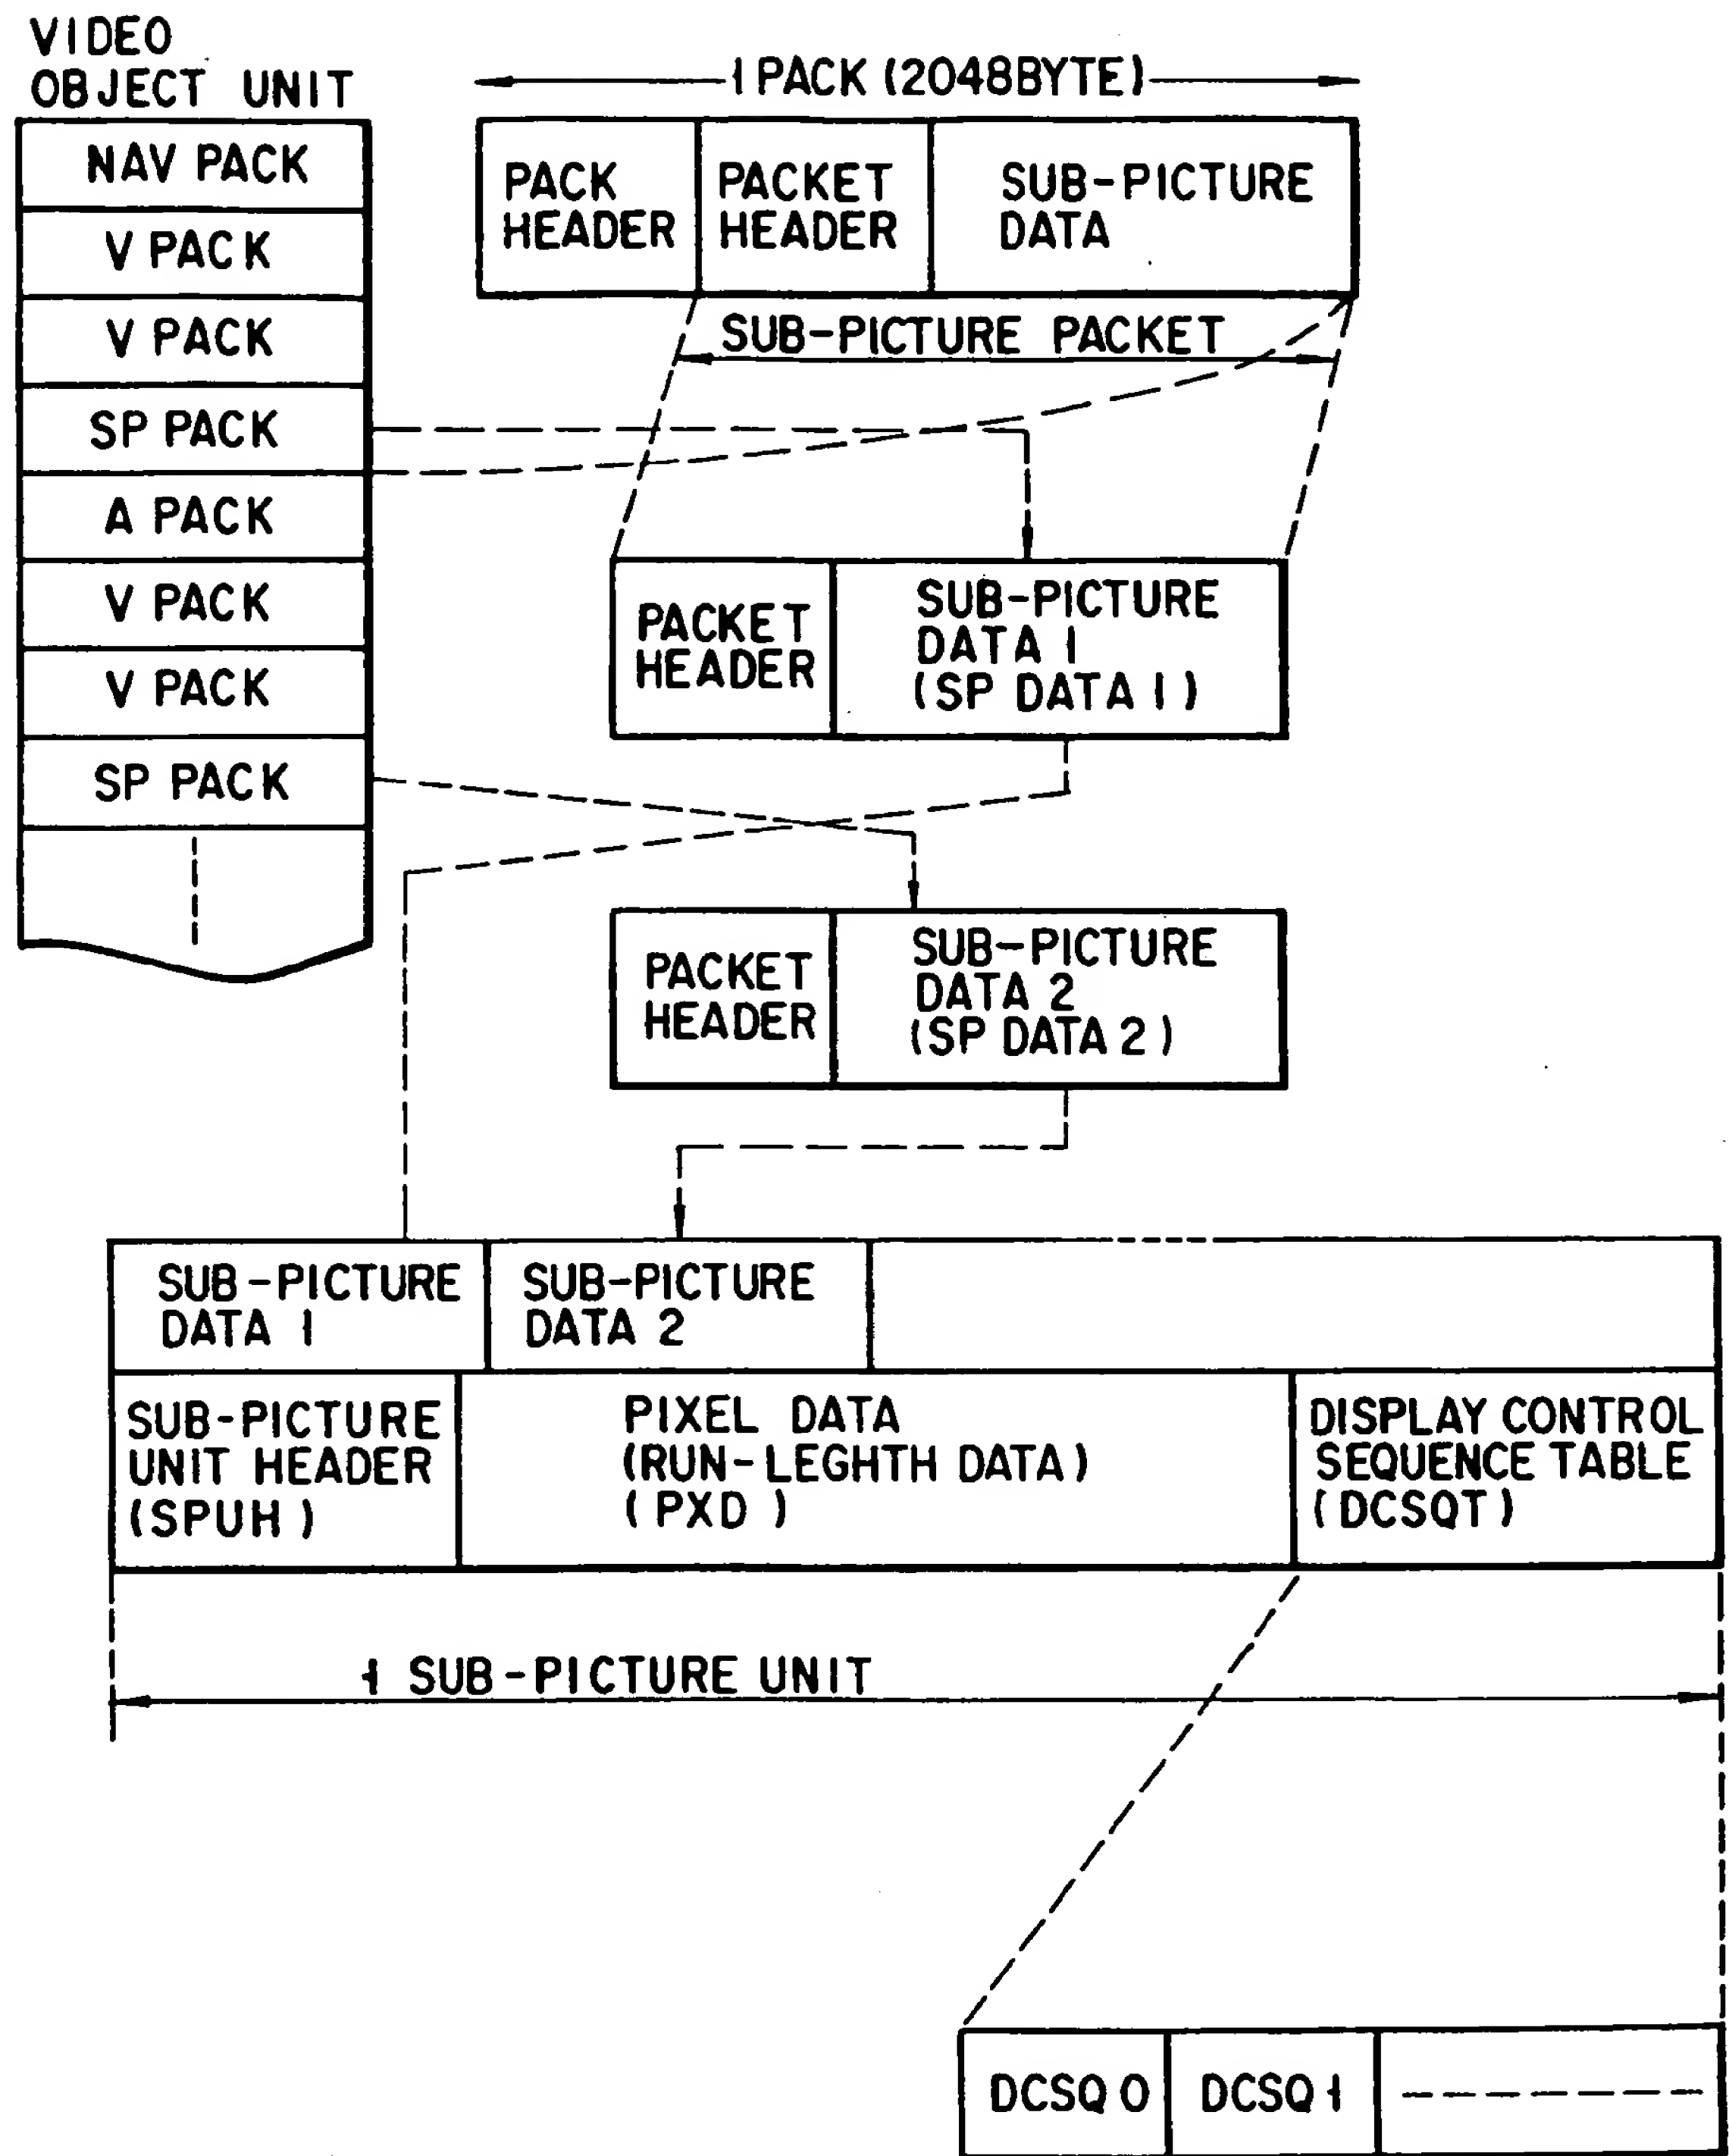 VIDEO
OBJECT UNIT
NAV PACK
V PACK
V PACK
SP PACK
A PACK
V PACK
V PACK
SP PACK
1 PACK (2048BYTE)
PACK
HEADER
PACKET
HEADER
SUB-PICTURE
DATA
SUB-PICTURE PACKET
PACKET
HEADER
SUB-PICTURE
DATA 1
(SP DATA 1)
PACKET
HEADER
SUB-PICTURE
DATA 2
(SP DATA 2)
SUB-PICTURE
DATA 1
SUB-PICTURE
DATA 2
SUB-PICTURE
UNIT HEADER
(SPUH)
PIXEL DATA
(RUN-LEGHTH DATA)
(PXD)
DISPLAY CONTROL
SEQUENCE TABLE
(DCSQT)
1 SUB-PICTURE UNIT
DCSQ 0
DCSQ 1